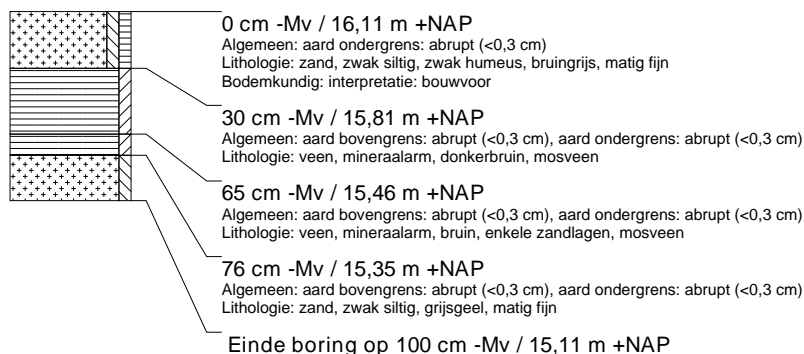 0 cm -Mv / 16,11 m +NAP
Algemeen: aard ondergrens: abrupt (<0,3 cm)
Lithologie: zand, zwak siltig, zwak humeus, bruingrijs, matig fijn
Bodemkundig: interpretatie: bouwvoor
30 cm -Mv / 15,81 m +NAP
Algemeen: aard bovengrens: abrupt (<0,3 cm), aard ondergrens: abrupt (<0,3 cm)
Lithologie: veen, mineraalarm, donkerbruin, mosveen
65 cm -Mv / 15,46 m +NAP
Algemeen: aard bovengrens: abrupt (<0,3 cm), aard ondergrens: abrupt (<0,3 cm)
Lithologie: veen, mineraalarm, bruin, enkele zandlagen, mosveen
76 cm -Mv / 15,35 m +NAP
Algemeen: aard bovengrens: abrupt (<0,3 cm), aard ondergrens: abrupt (<0,3 cm)
Lithologie: zand, zwak siltig, grijsgeel, matig fijn
Einde boring op 100 cm -Mv / 15,11 m +NAP